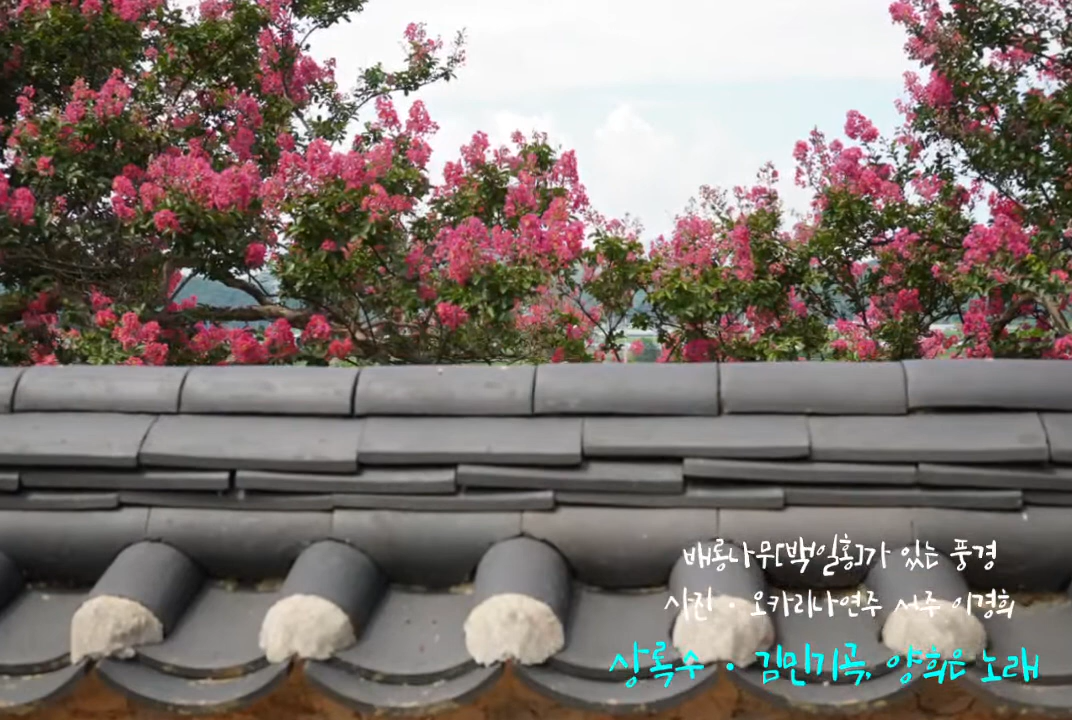 배롱나무[백일홍]가 있는 풍경
사진 · 오카리나연주 서주 이경희
상록수 · 김민기곡, 양희은 노래